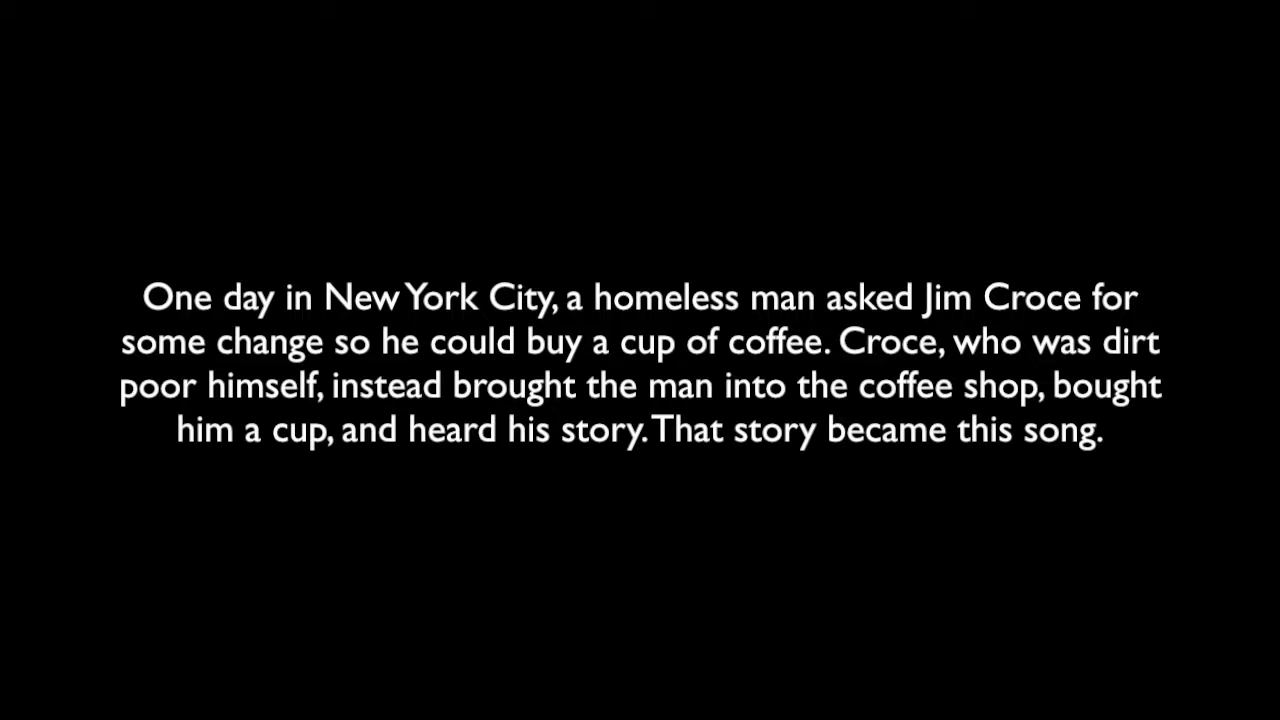 One day in New York City, a homeless man asked Jim Croce for
some change so he could buy a cup of coffee. Croce, who was dirt
poor himself, instead brought the man into the coffee shop, bought
him a cup, and heard his story. That story became this song.